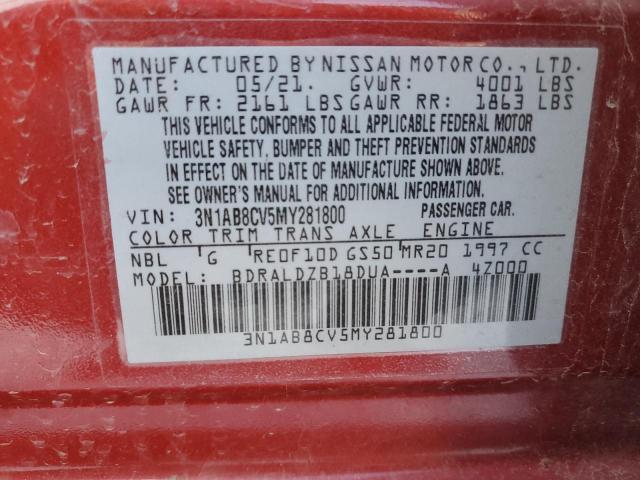 MANUFACTURED BY NISSAN MOTOR CO., LTD.
DATE: 05/21. GVWR: 4001 LBS
GAWR FR: 2161 LBS GAWR RR: 1863 LBS
THIS VEHICLE CONFORMS TO ALL APPLICABLE FEDERAL MOTOR
VEHICLE SAFETY, BUMPER AND THEFT PREVENTION STANDARDS
IN EFFECT ON THE DATE OF MANUFACTURE SHOWN ABOVE.
SEE OWNER'S MANUAL FOR ADDITIONAL INFORMATION.
VIN: 3N1AB8CV5MY281800 PASSENGER CAR.
COLOR TRIM TRANS AXLE ENGINE
NBL G RE0F10D GS50 MR20 1997 CC
MODEL: BDRALDZB18DUA----A 4Z000
3N1AB8CV5MY281800